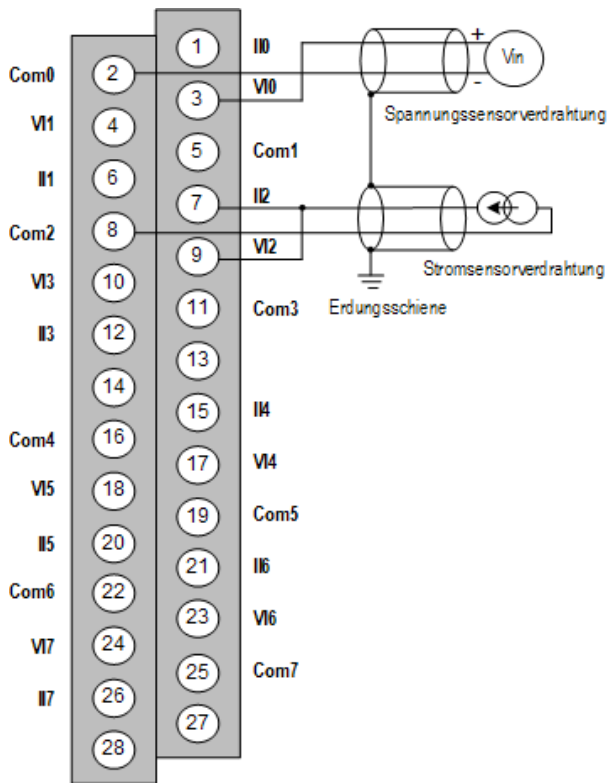 1 II0
Com0 2
+
Vin
-
3 VI0
Spannungssensorverdrahtung
VI1 4
5 Com1
II1 6
7 II2
Com2 8
9 VI2
Stromsensorverdrahtung
VI3 10
11 Com3
Erdungsschiene
II3 12
13
14
15 II4
Com4 16
17 VI4
VI5 18
19 Com5
II5 20
21 II6
Com6 22
23 VI6
VI7 24
25 Com7
II7 26
27
28